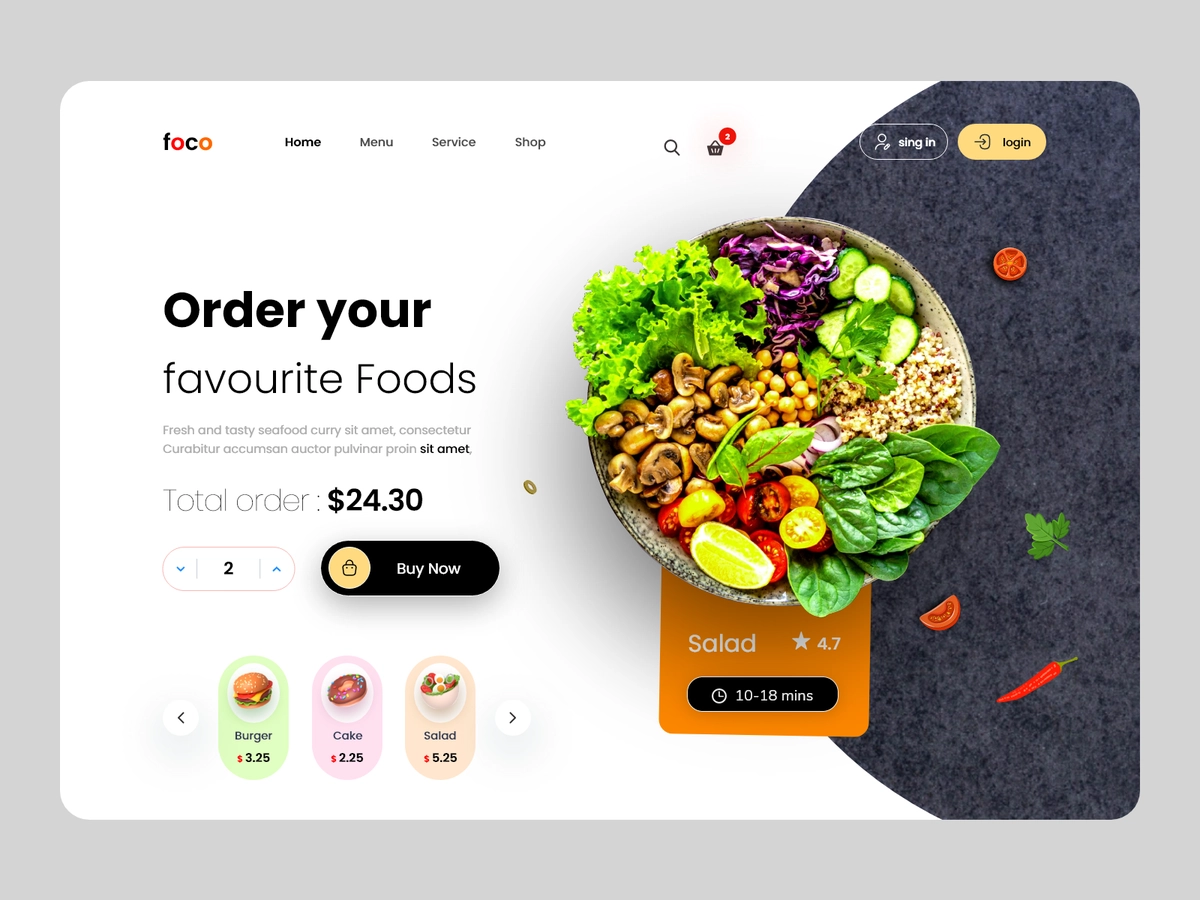 foco
Home Menu Service Shop
2
sing in
login
Order your
favourite Foods
Fresh and tasty seafood curry sit amet, consectetur
Curabitur accumsan auctor pulvinar proin sit amet,
Total order : $24.30
2
Buy Now
Salad
4.7
10-18 mins
Burger
$ 3.25
Cake
$ 2.25
Salad
$ 5.25